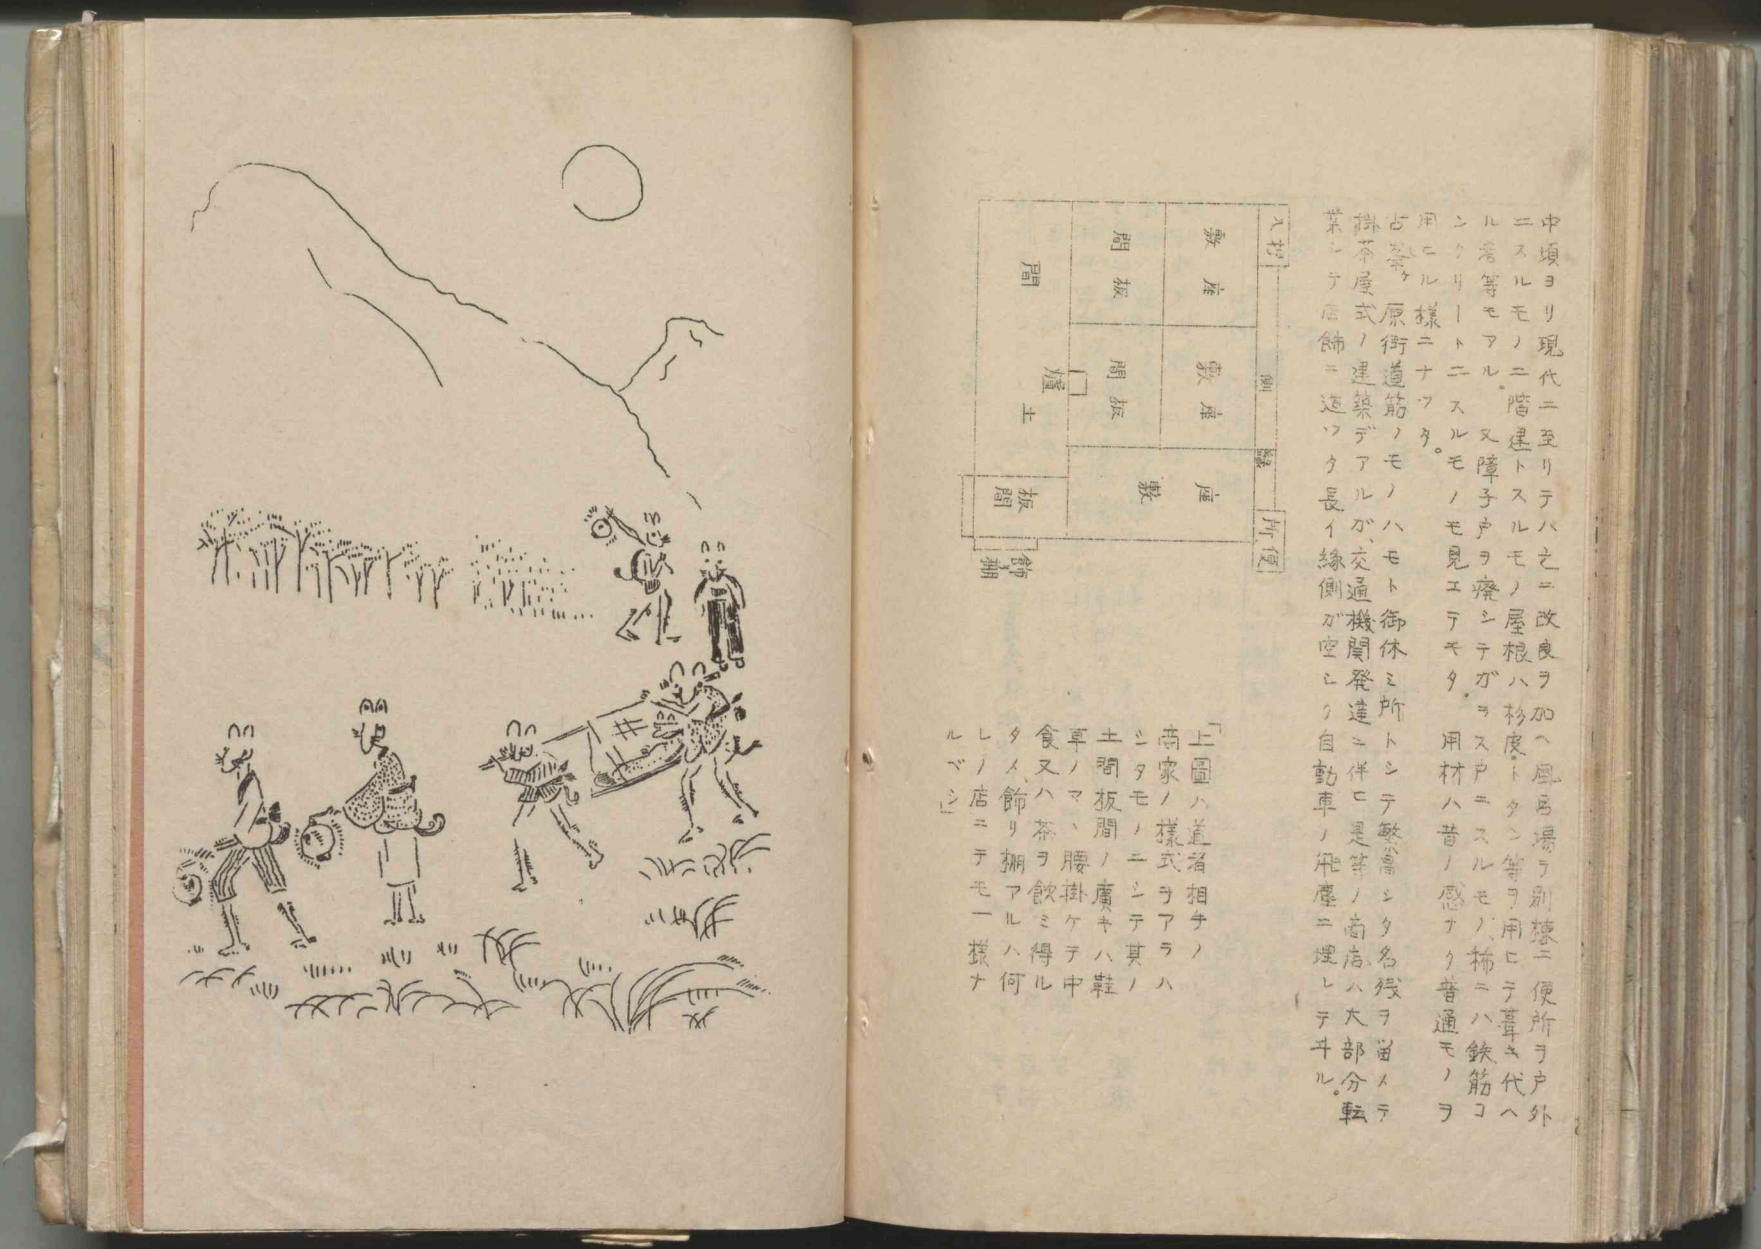 中頃ヨリ現代ニ至リテハ之ニ改良ヲ加ヘ風呂場ヲ別棟ニ便所ヲ戸外
ニスルモノ二階建トスルモノ屋根ハ杉皮トタン等ヲ用ヒテ葺キ代ヘ
ル者等モアル。又障子戸ヲ廃シテガラス戸ニスルモノ、柿ニハ鉄筋コ
ンクリートニスルモノモ見エテキタ。用材ハ昔ノ感ナク普通モノヲ
用ヒル様ニナツタ。
古茶ヶ原街道筋ノモノハモト御休ミ所トシテ繁富シタ名残ヲ留メテ
掛茶屋式ノ建築デアルガ、交通機関発達ニ伴ヒ是等ノ商店ハ大部分転
業シテ店飾ニ造ツタ長イ縁側ガ空シク自動車ノ飛塵ニ埋レテヰル。
入押
側
縁
所便
敷座
敷座
座敷
間板
間板
間土
爐
板間
飾リ棚
「上圖ハ道者相手ノ
商家ノ様式ヲアラハ
シタモノニシテ其ノ
土間板間ノ廣キハ鞋
草ノマヽ腰掛ケテ中
食又ハ茶ヲ飲ミ得ル
タメ、飾リ棚アルハ何
レノ店ニテモ一様ナ
ルベシ」